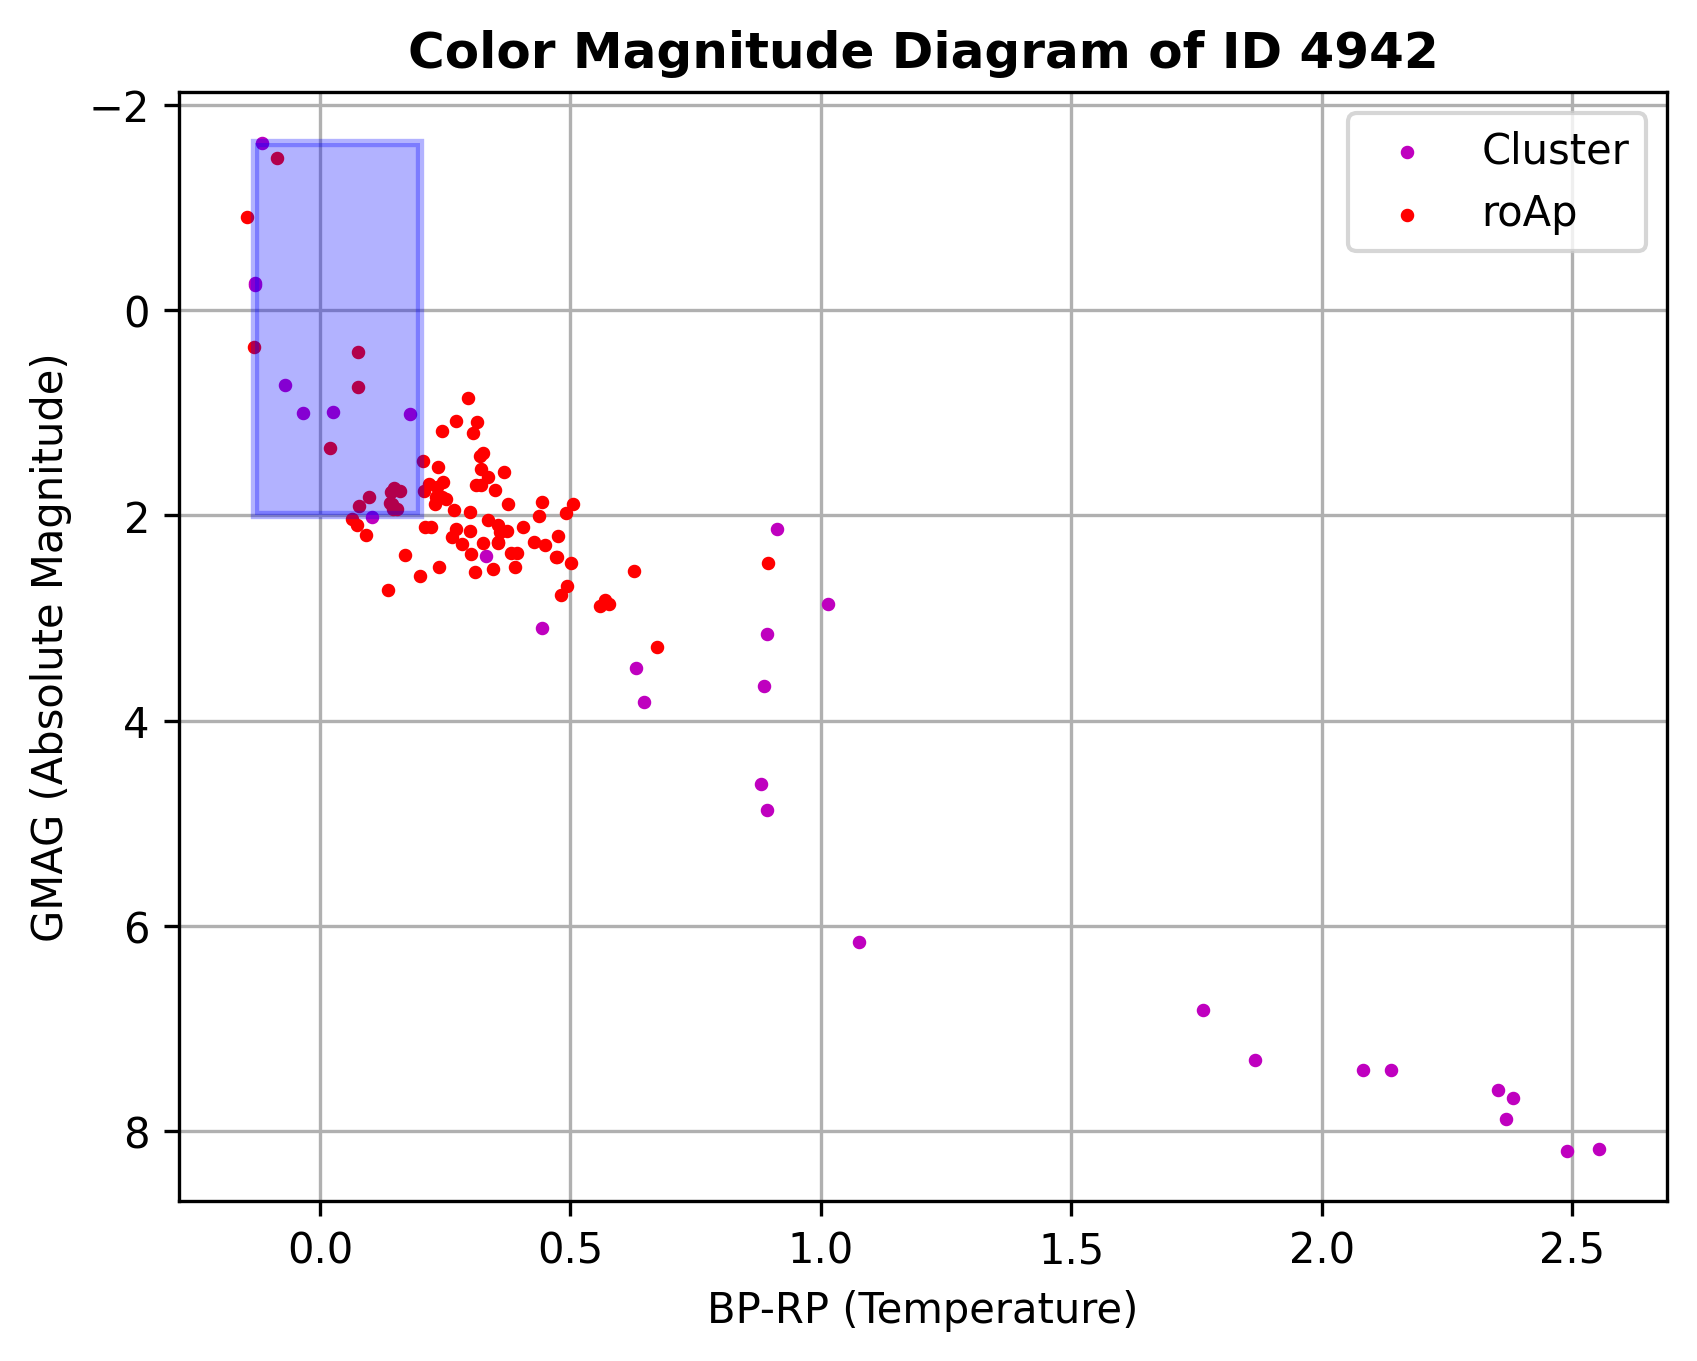 Color Magnitude Diagram of ID 4942
Cluster
roAp
GMAG (Absolute Magnitude)
−2
0
2
4
6
8
0.0 0.5 1.0 1.5 2.0 2.5
BP-RP (Temperature)